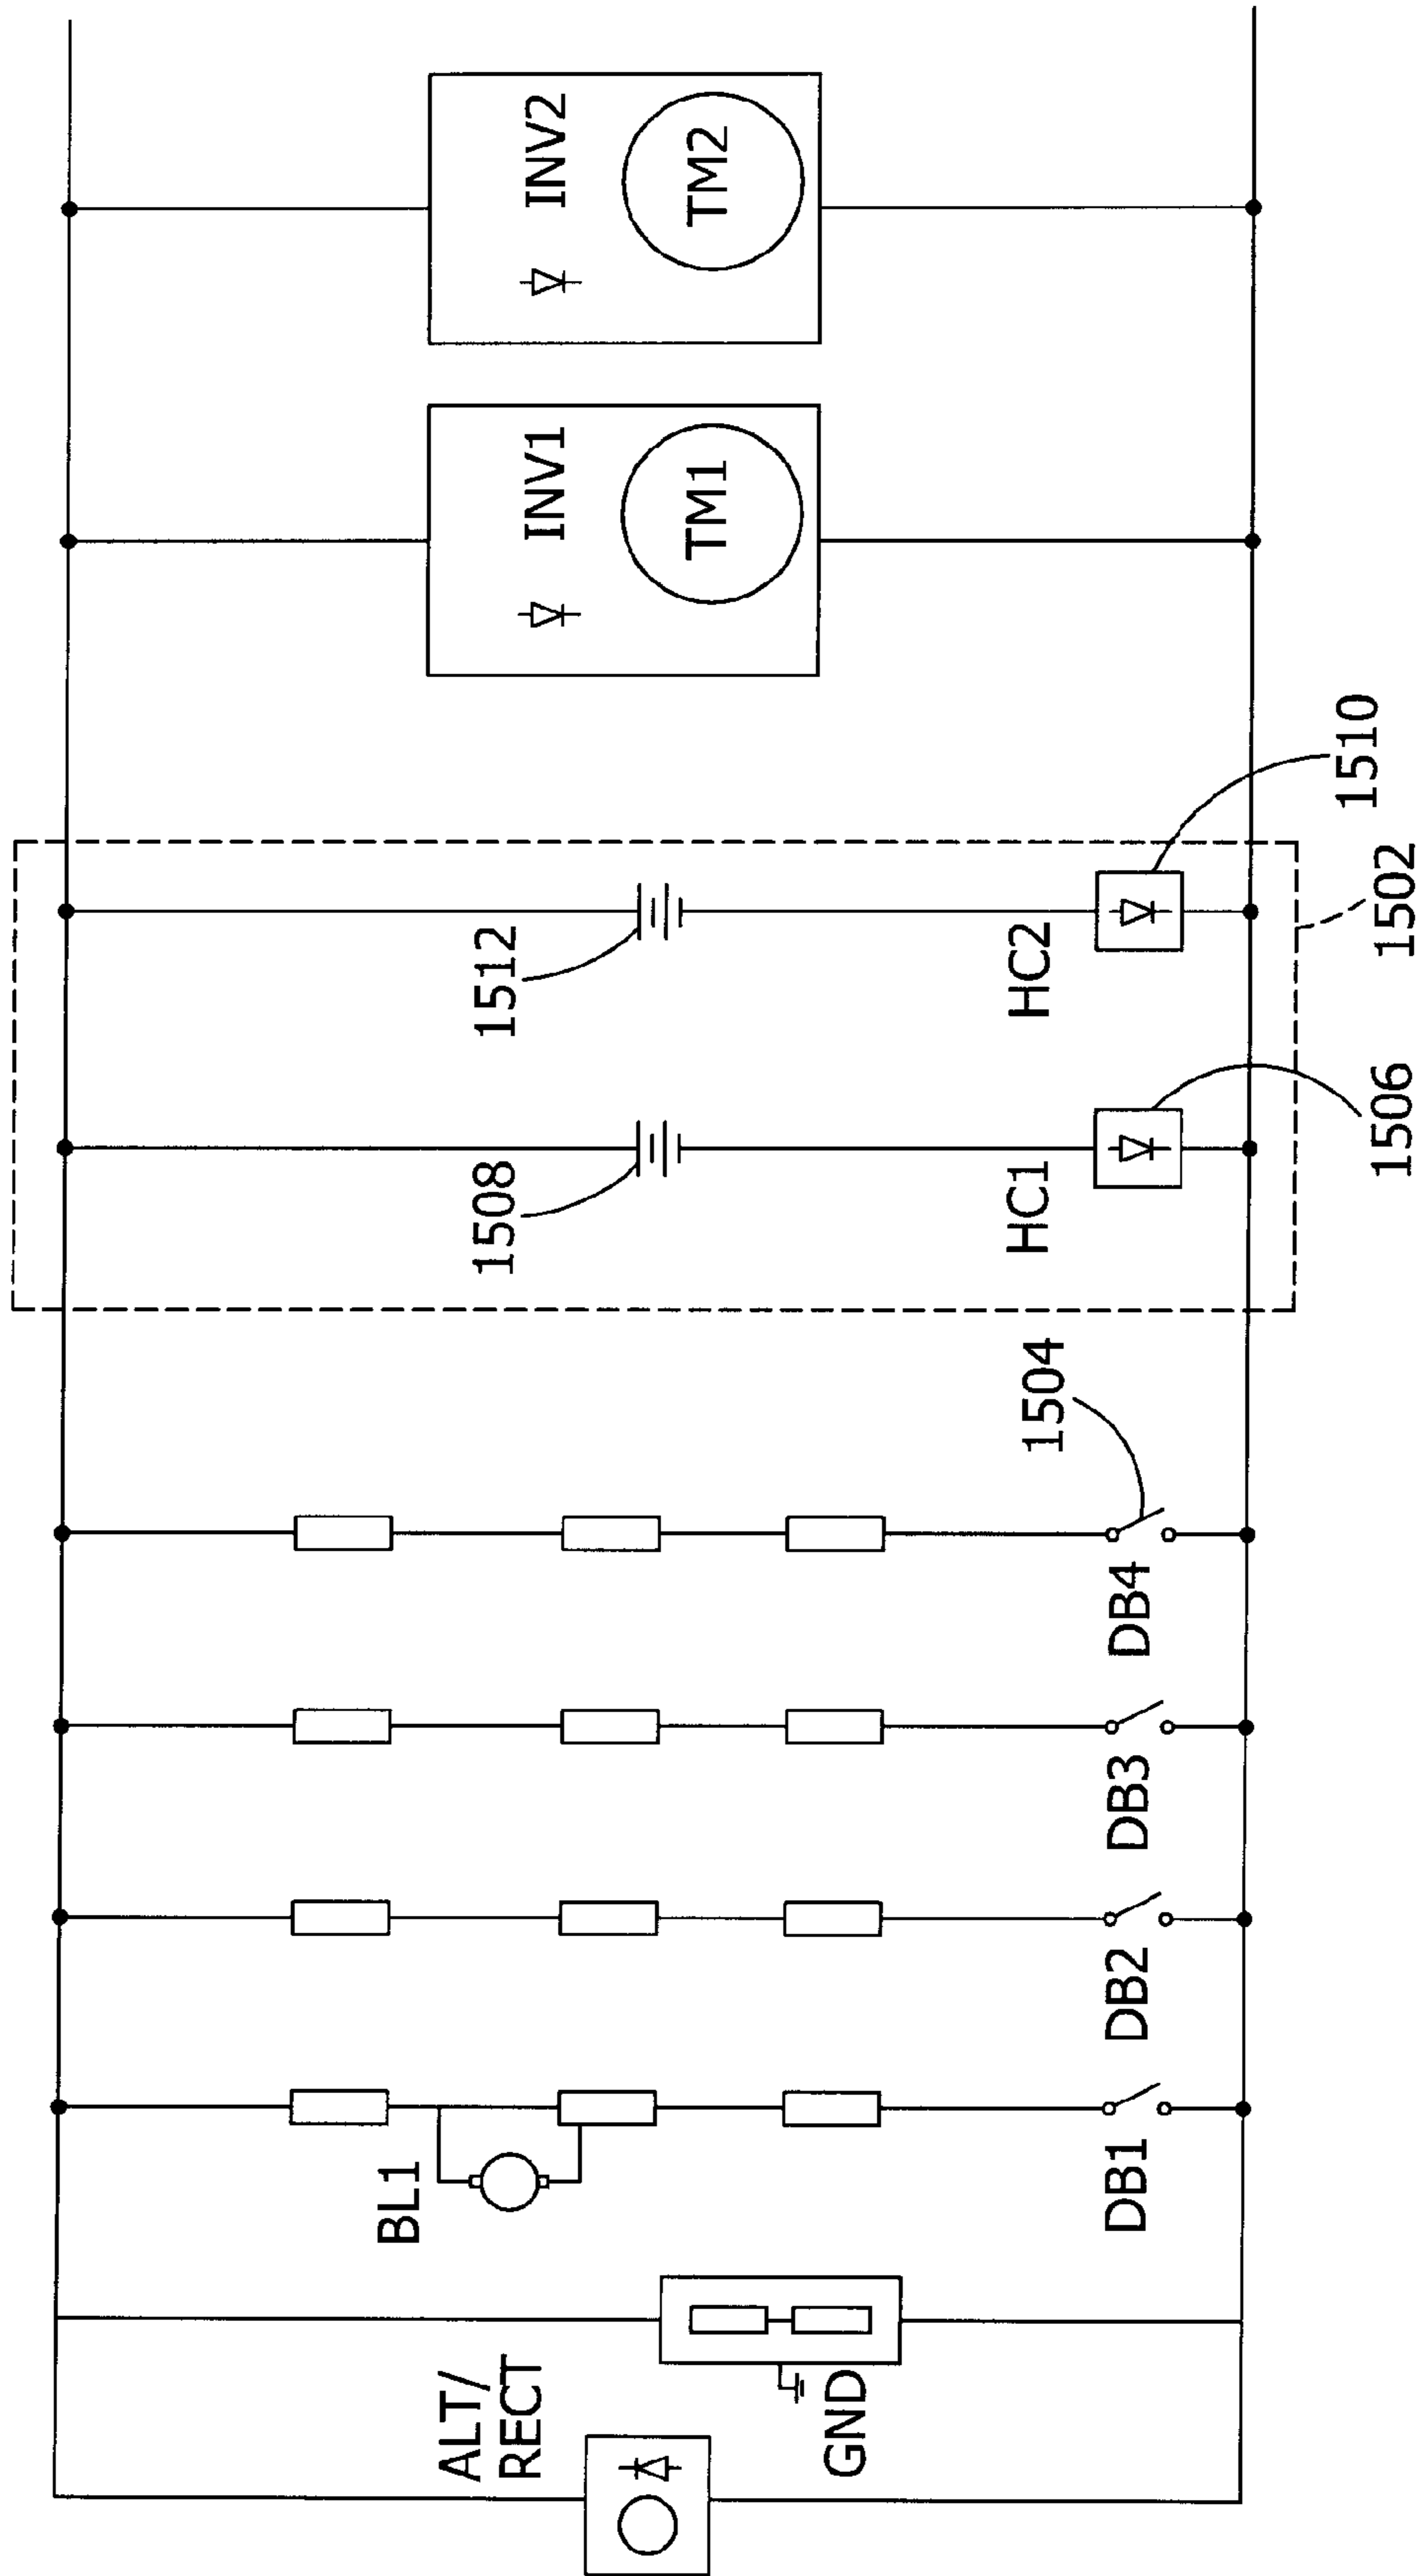 ALT/
RECT
GND
BL1
DB1
DB2
DB3
DB4
1504
1508
HC1
1506
1512
HC2
1510
1502
INV1
TM1
INV2
TM2